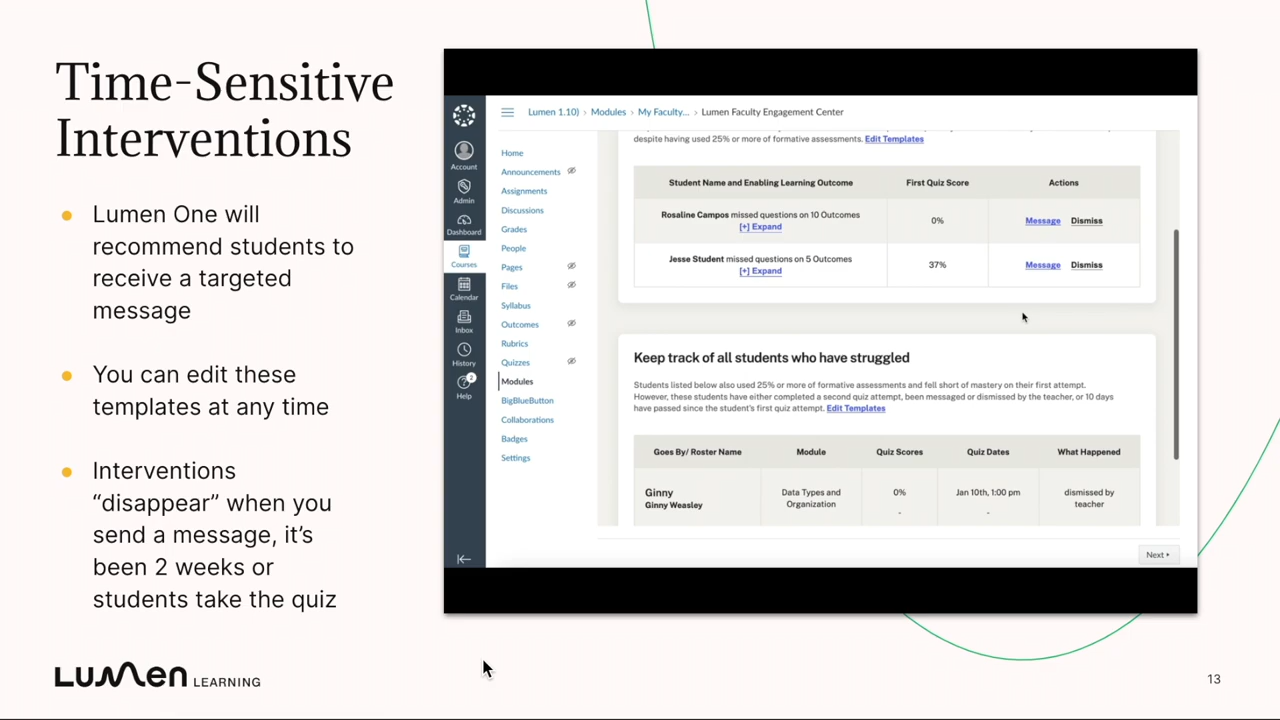 Time-Sensitive
Interventions
Lumen One will
recommend students to
receive a targeted
message
You can edit these
templates at any time
Interventions
“disappear” when you
send a message, it’s
been 2 weeks or
students take the quiz
LUMEN LEARNING
Account
Admin
Dashboard
Courses
Calendar
Inbox
History
2
Help
Lumen 1.10) › Modules › My Faculty... › Lumen Faculty Engagement Center
Home
Announcements
Assignments
Discussions
Grades
People
Pages
Files
Syllabus
Outcomes
Rubrics
Quizzes
Modules
BigBlueButton
Collaborations
Badges
Settings
despite having used 25% or more of formative assessments. Edit Templates
Student Name and Enabling Learning Outcome First Quiz Score Actions
Rosaline Campos missed questions on 10 Outcomes
[+] Expand
0% Message Dismiss
Jesse Student missed questions on 5 Outcomes
[+] Expand
37% Message Dismiss
Keep track of all students who have struggled
Students listed below also used 25% or more of formative assessments and fell short of mastery on their first attempt.
However, these students have either completed a second quiz attempt, been messaged or dismissed by the teacher, or 10 days
have passed since the student's first quiz attempt. Edit Templates
Goes By/ Roster Name Module Quiz Scores Quiz Dates What Happened
Ginny
Ginny Weasley
Data Types and
Organization
0%
-
Jan 10th, 1:00 pm
-
dismissed by
teacher
Next ▸
13